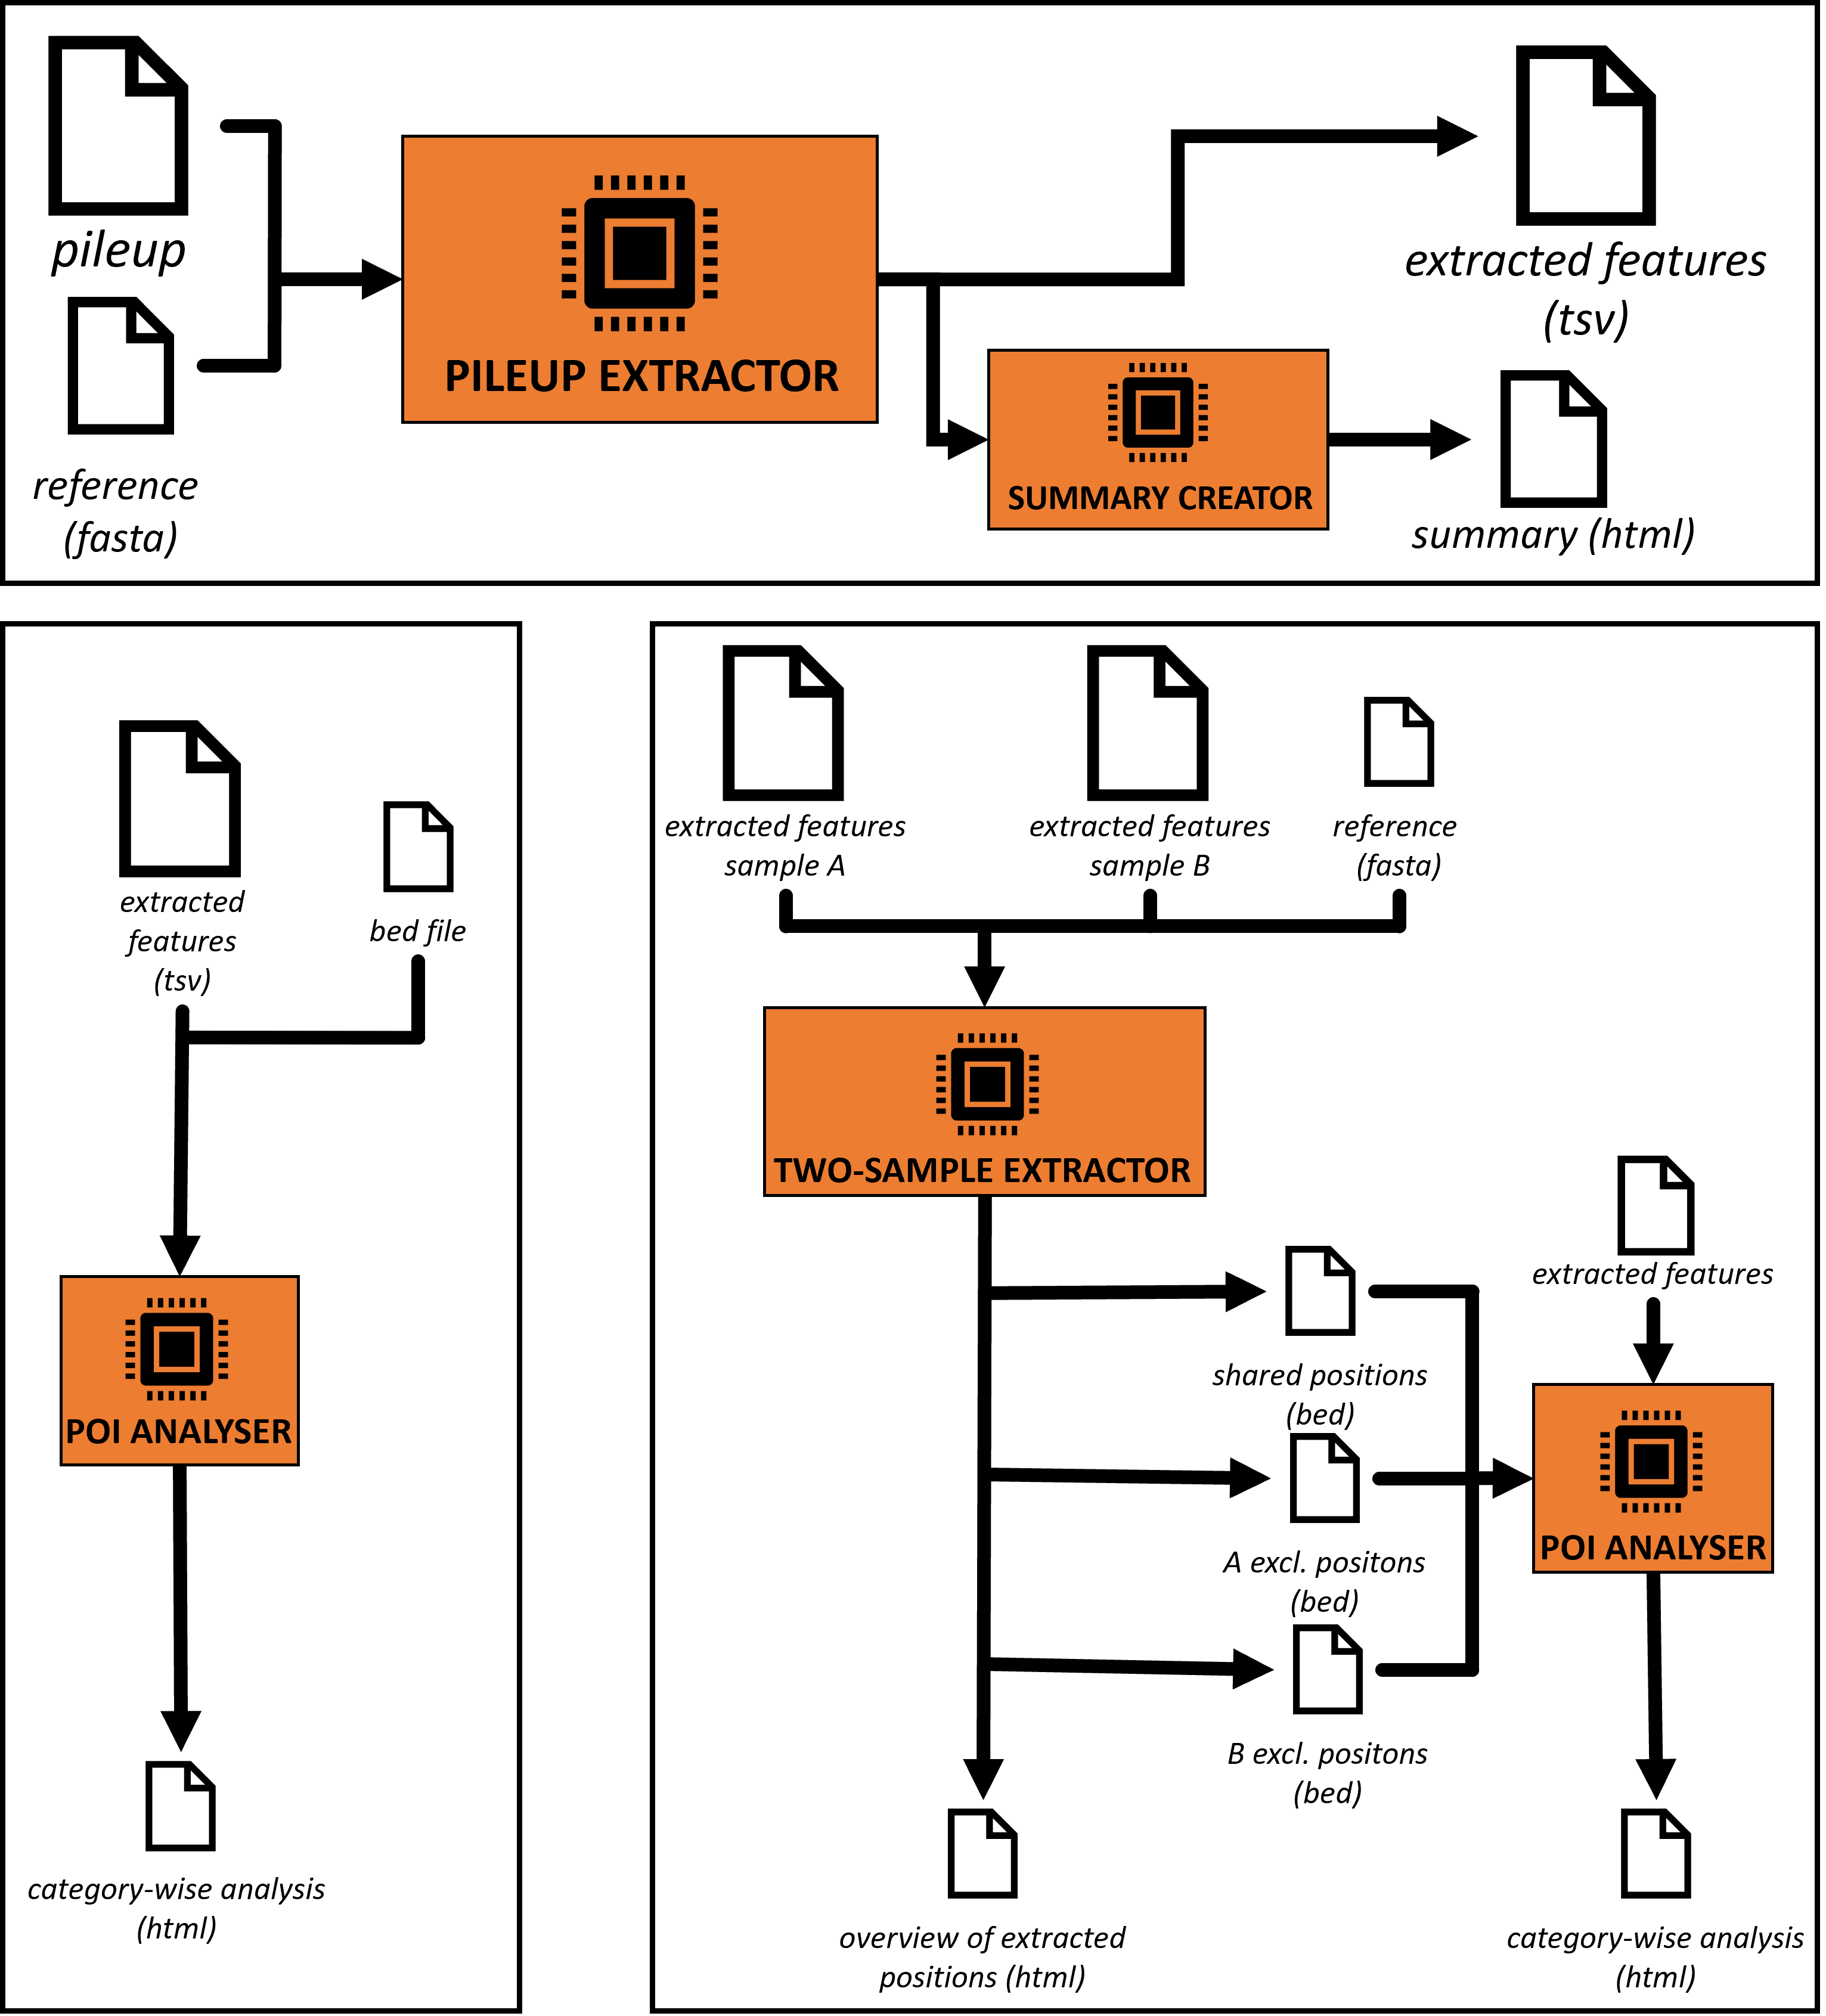 pileup
reference
(fasta)
PILEUP EXTRACTOR
SUMMARY CREATOR
extracted features
(tsv)
summary (html)
extracted
features
(tsv)
bed file
POI ANALYSER
category-wise analysis
(html)
extracted features
sample A
extracted features
sample B
reference
(fasta)
TWO-SAMPLE EXTRACTOR
shared positions
(bed)
A excl. positons
(bed)
B excl. positons
(bed)
extracted features
POI ANALYSER
overview of extracted
positions (html)
category-wise analysis
(html)